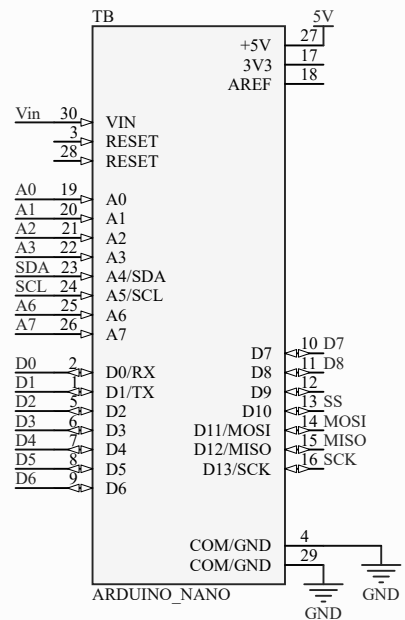 TB
5V
+5V 27
3V3 17
AREF 18
Vin 30 VIN
3 RESET
28 RESET
A0 19 A0
A1 20 A1
A2 21 A2
A3 22 A3
SDA 23 A4/SDA
SCL 24 A5/SCL
A6 25 A6
A7 26 A7
D7 10 D7
D8 11 D8
D9 12
D10 13 SS
D11/MOSI 14 MOSI
D12/MISO 15 MISO
D13/SCK 16 SCK
D0 2 D0/RX
D1 1 D1/TX
D2 5 D2
D3 6 D3
D4 7 D4
D5 8 D5
D6 9 D6
COM/GND 4
COM/GND 29
GND
GND
ARDUINO_NANO